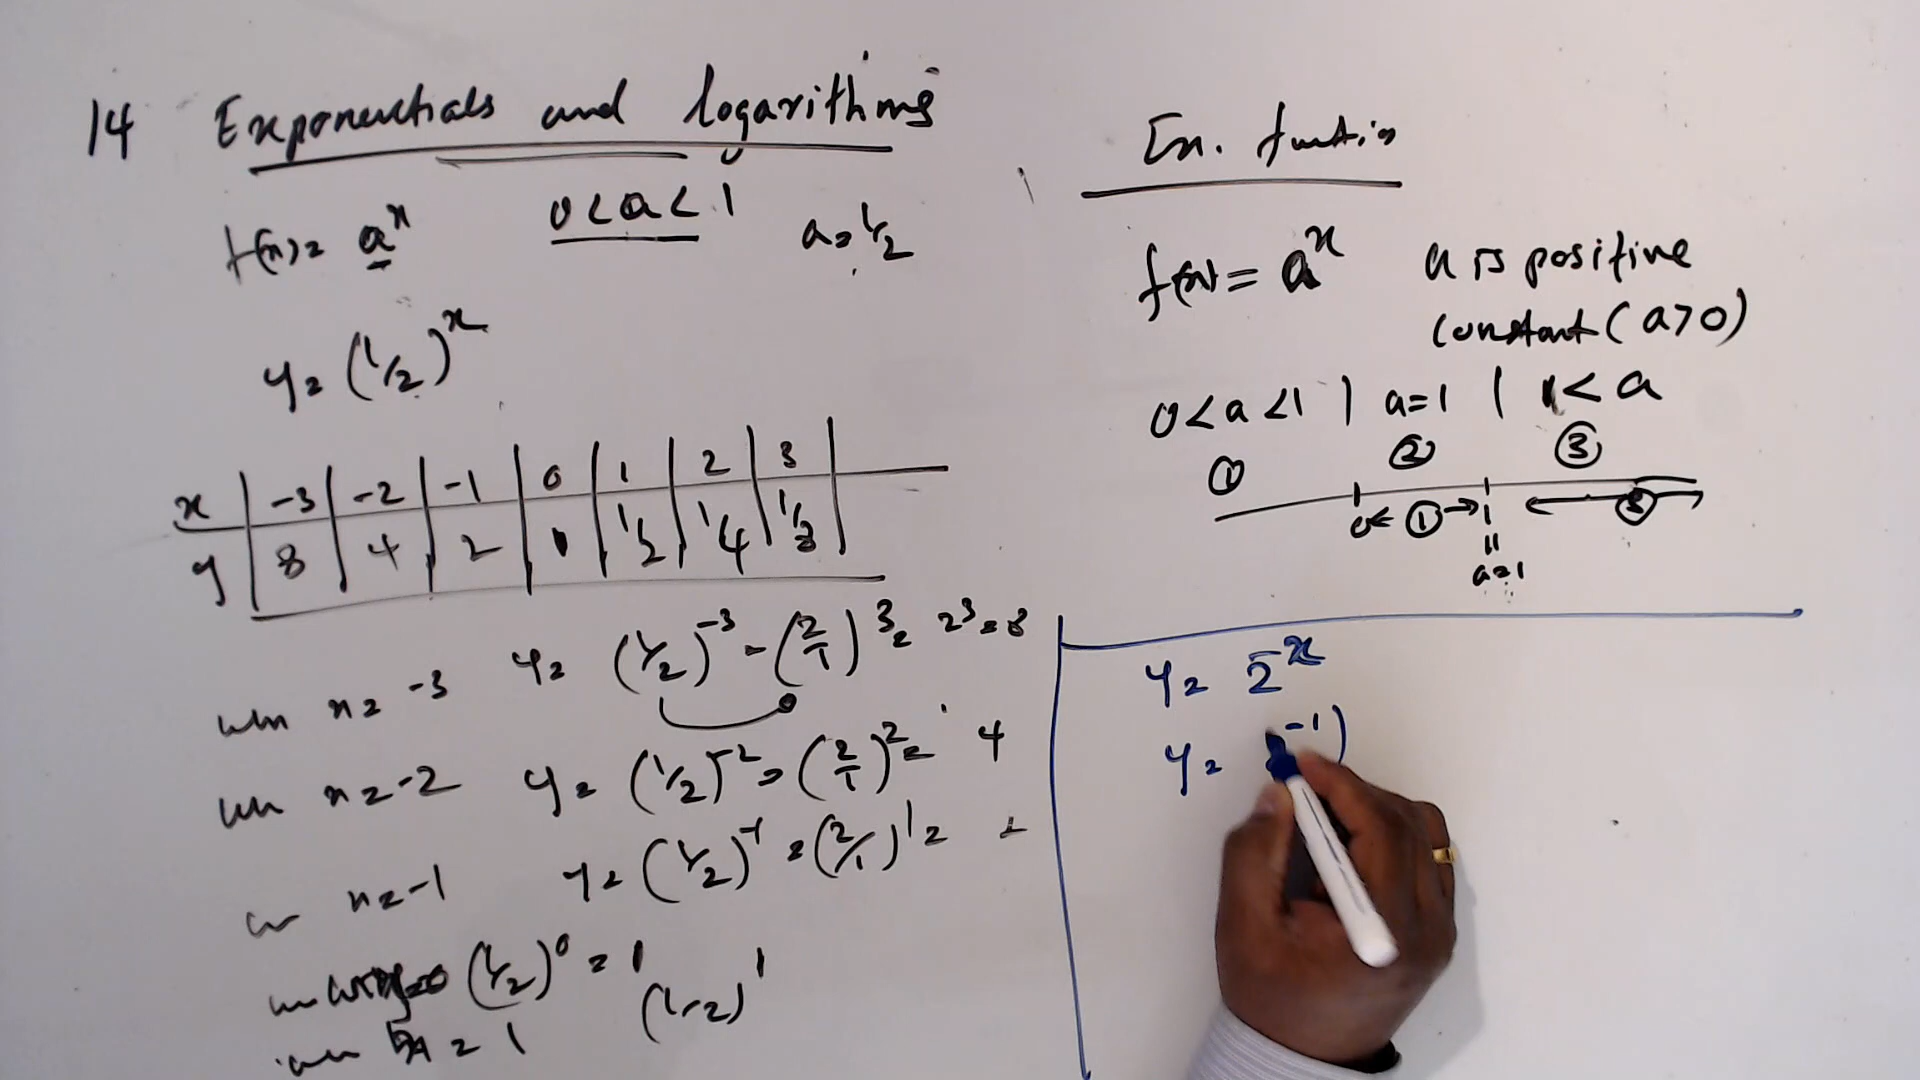 14 Exponentials and logarithms
f(x) = a^x 0<a<1 a=1/2
y = (1/2)^x
x -3 -2 -1 0 1 2 3
y 8 4 2 1 1/2 1/4 1/8
when x = -3 y = (1/2)^-3 = (2/1)^3 = 2^3 = 8
when x = -2 y = (1/2)^-2 = (2/1)^2 = 4
x = -1 y = (1/2)^-1 = (2/1)^1 =
(1/2)^0 = 1
when x = 1 (1/2)^1
Ex. function
f(x) = a^x a is positive
constant (a>0)
0<a<1 | a=1 | 1<a
① ② ③
0 ① ③
a=1
y = 2^-x
y = -1)